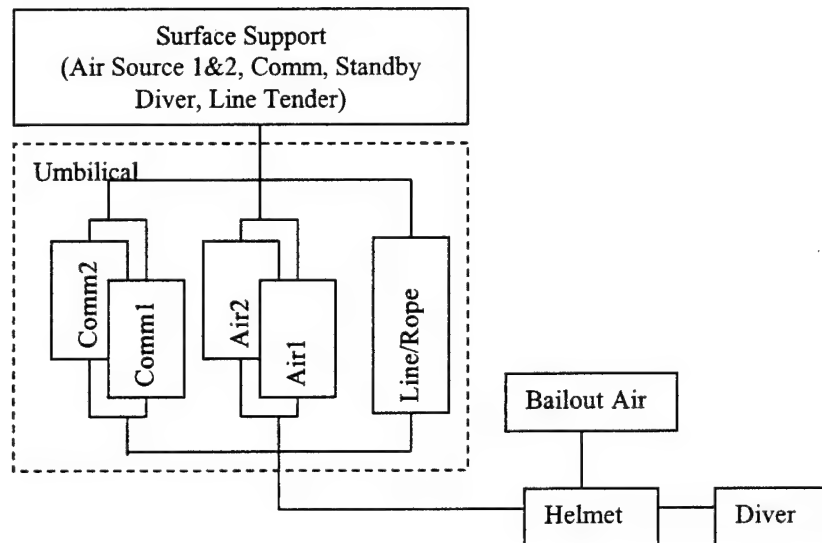 Surface Support
(Air Source 1&2, Comm, Standby
Diver, Line Tender)
Umbilical
Comm2
Comm1
Air2
Air1
Line/Rope
Bailout Air
Helmet
Diver